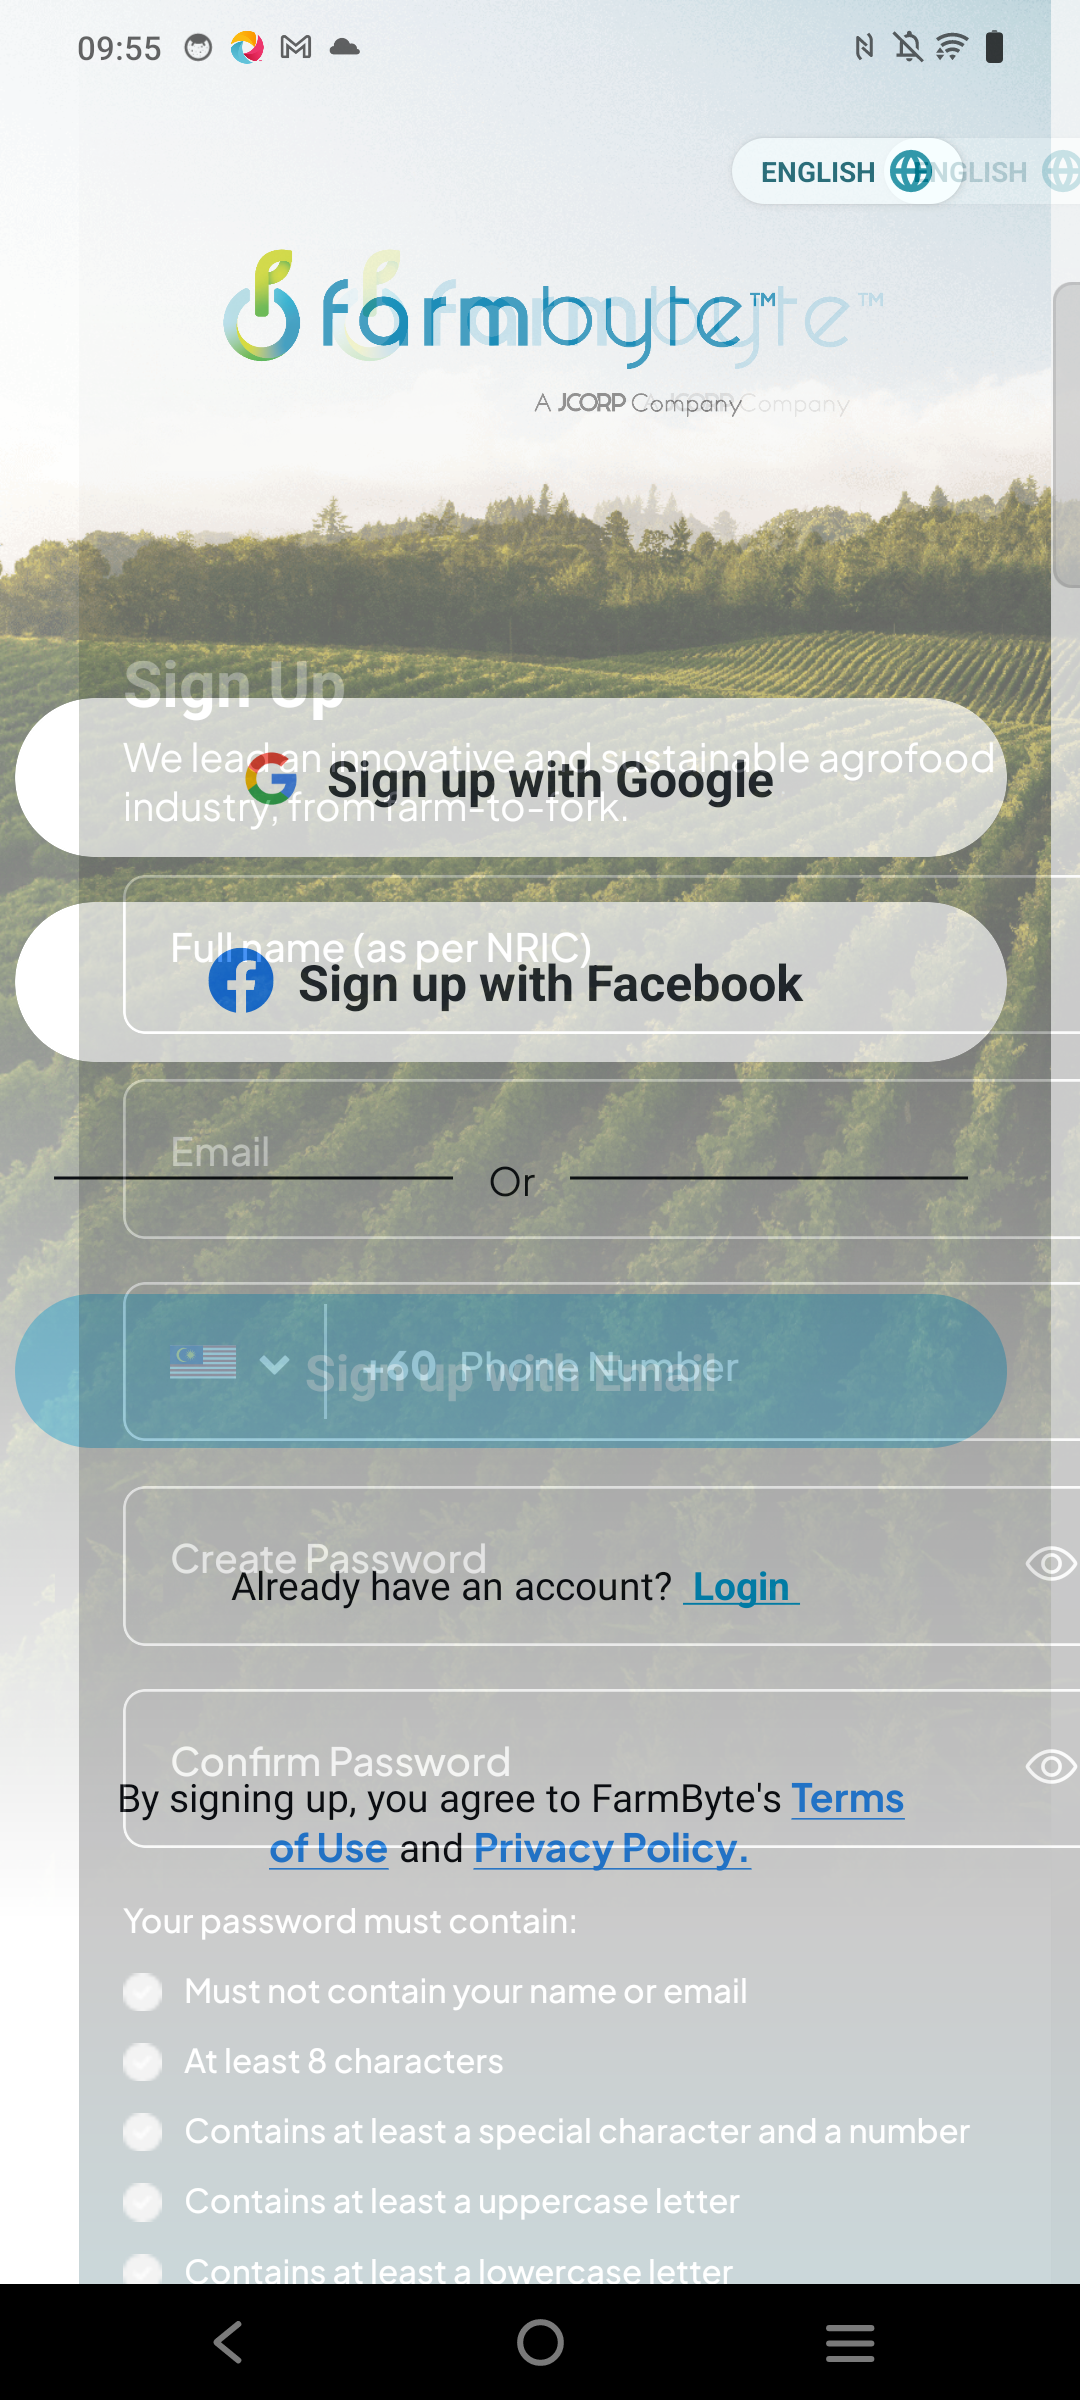 09:55
ENGLISH
ENGLISH
farmbyte™
farmbyte™
A JCORP Company
A JCORP Company
Sign Up
We lead an innovative and sustainable agrofood
industry, from farm-to-fork.
Sign up with Google
Full name (as per NRIC)
Sign up with Facebook
Email
Or
+60 Phone Number
Sign up with Email
Create Password
Already have an account? Login
Confirm Password
By signing up, you agree to FarmByte's Terms
of Use and Privacy Policy.
Your password must contain:
Must not contain your name or email
At least 8 characters
Contains at least a special character and a number
Contains at least a uppercase letter
Contains at least a lowercase letter